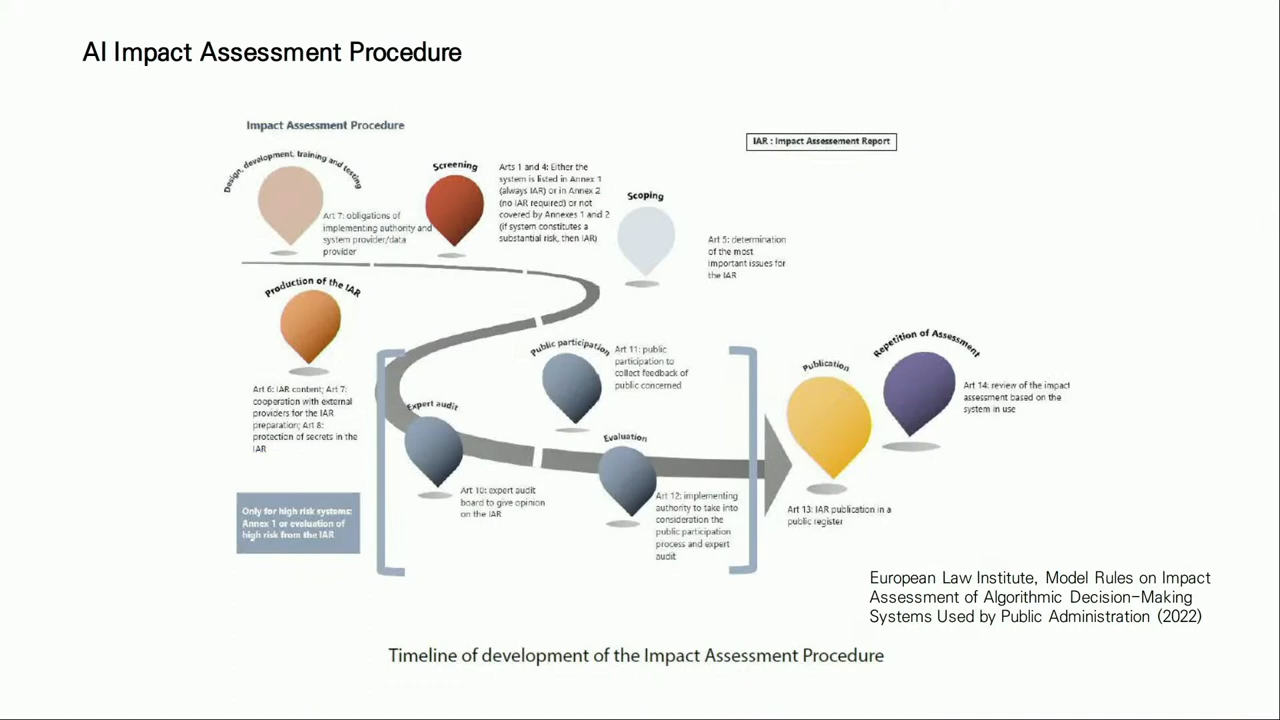 AI Impact Assessment Procedure
Impact Assessment Procedure
IAR : Impact Assessement Report
Design, development, training and testing
Art 7: obligations of
implementing authority and
system provider/data
provider
Screening
Arts 1 and 4: Either the
system is listed in Annex 1
(always IAR) or in Annex 2
(no IAR required) or not
covered by Annexes 1 and 2
(if system constitutes a
substantial risk, then IAR)
Scoping
Art 5: determination
of the most
important issues for
the IAR
Production of the IAR
Art 6: IAR content; Art 7:
cooperation with external
providers for the IAR
preparation; Art 8:
protection of secrets in the
IAR
Only for high risk systems:
Annex 1 or evaluation of
high risk from the IAR
Expert audit
Art 10: expert audit
board to give opinion
on the IAR
Public participation
Art 11: public
participation to
collect feedback of
public concerned
Evaluation
Art 12: implementing
authority to take into
consideration the
public participation
process and expert
audit
Publication
Art 13: IAR publication in a
public register
Repetition of Assessment
Art 14: review of the impact
assessment based on the
system in use
European Law Institute, Model Rules on Impact
Assessment of Algorithmic Decision-Making
Systems Used by Public Administration (2022)
Timeline of development of the Impact Assessment Procedure